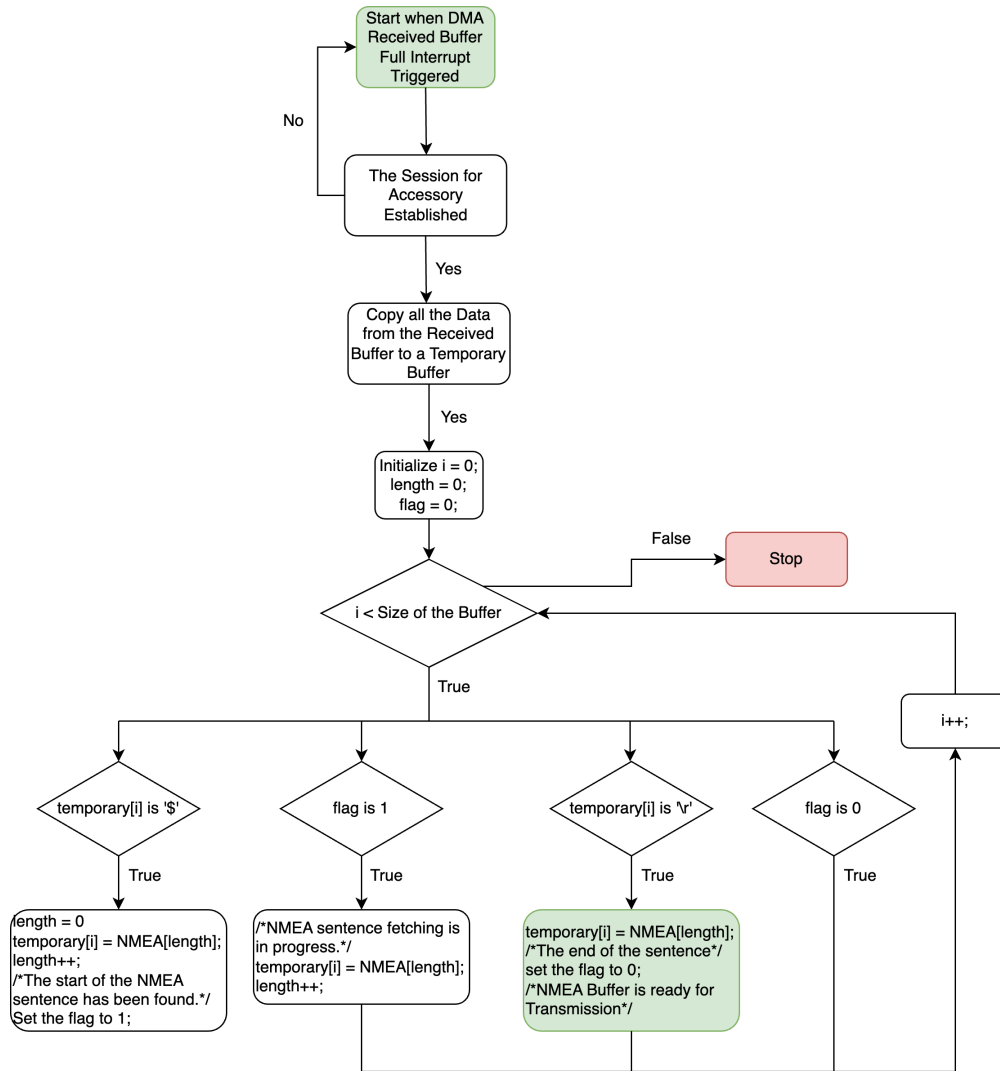 Start when DMA
Received Buffer
Full Interrupt
Triggered
No
The Session for
Accessory
Established
Yes
Copy all the Data
from the Received
Buffer to a Temporary
Buffer
Yes
Initialize i = 0;
length = 0;
flag = 0;
False
Stop
i < Size of the Buffer
True
i++;
temporary[i] is '$'
flag is 1
temporary[i] is '\r'
flag is 0
True
True
True
True
length = 0
temporary[i] = NMEA[length];
length++;
/*The start of the NMEA
sentence has been found.*/
Set the flag to 1;
/*NMEA sentence fetching is
in progress.*/
temporary[i] = NMEA[length];
length++;
temporary[i] = NMEA[length];
/*The end of the sentence*/
set the flag to 0;
/*NMEA Buffer is ready for
Transmission*/